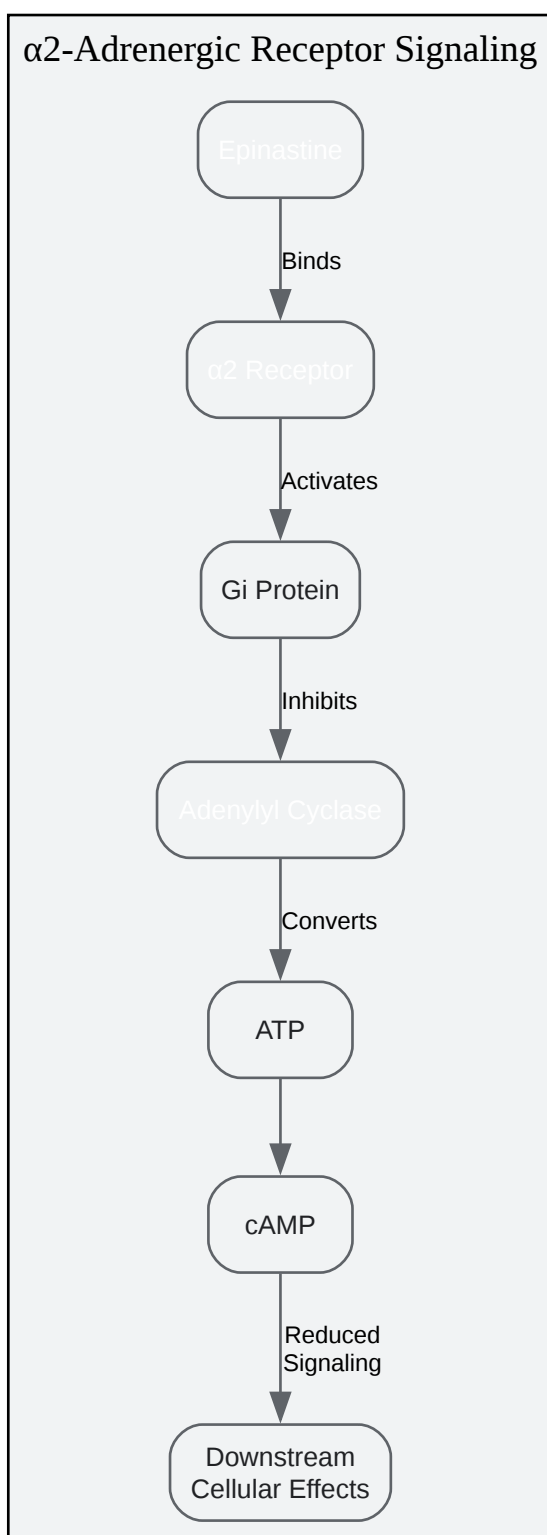 α2-Adrenergic Receptor Signaling
Epinastine
Binds
α2 Receptor
Activates
Gi Protein
Inhibits
Adenylyl Cyclase
Converts
ATP
cAMP
Reduced
Signaling
Downstream
Cellular Effects